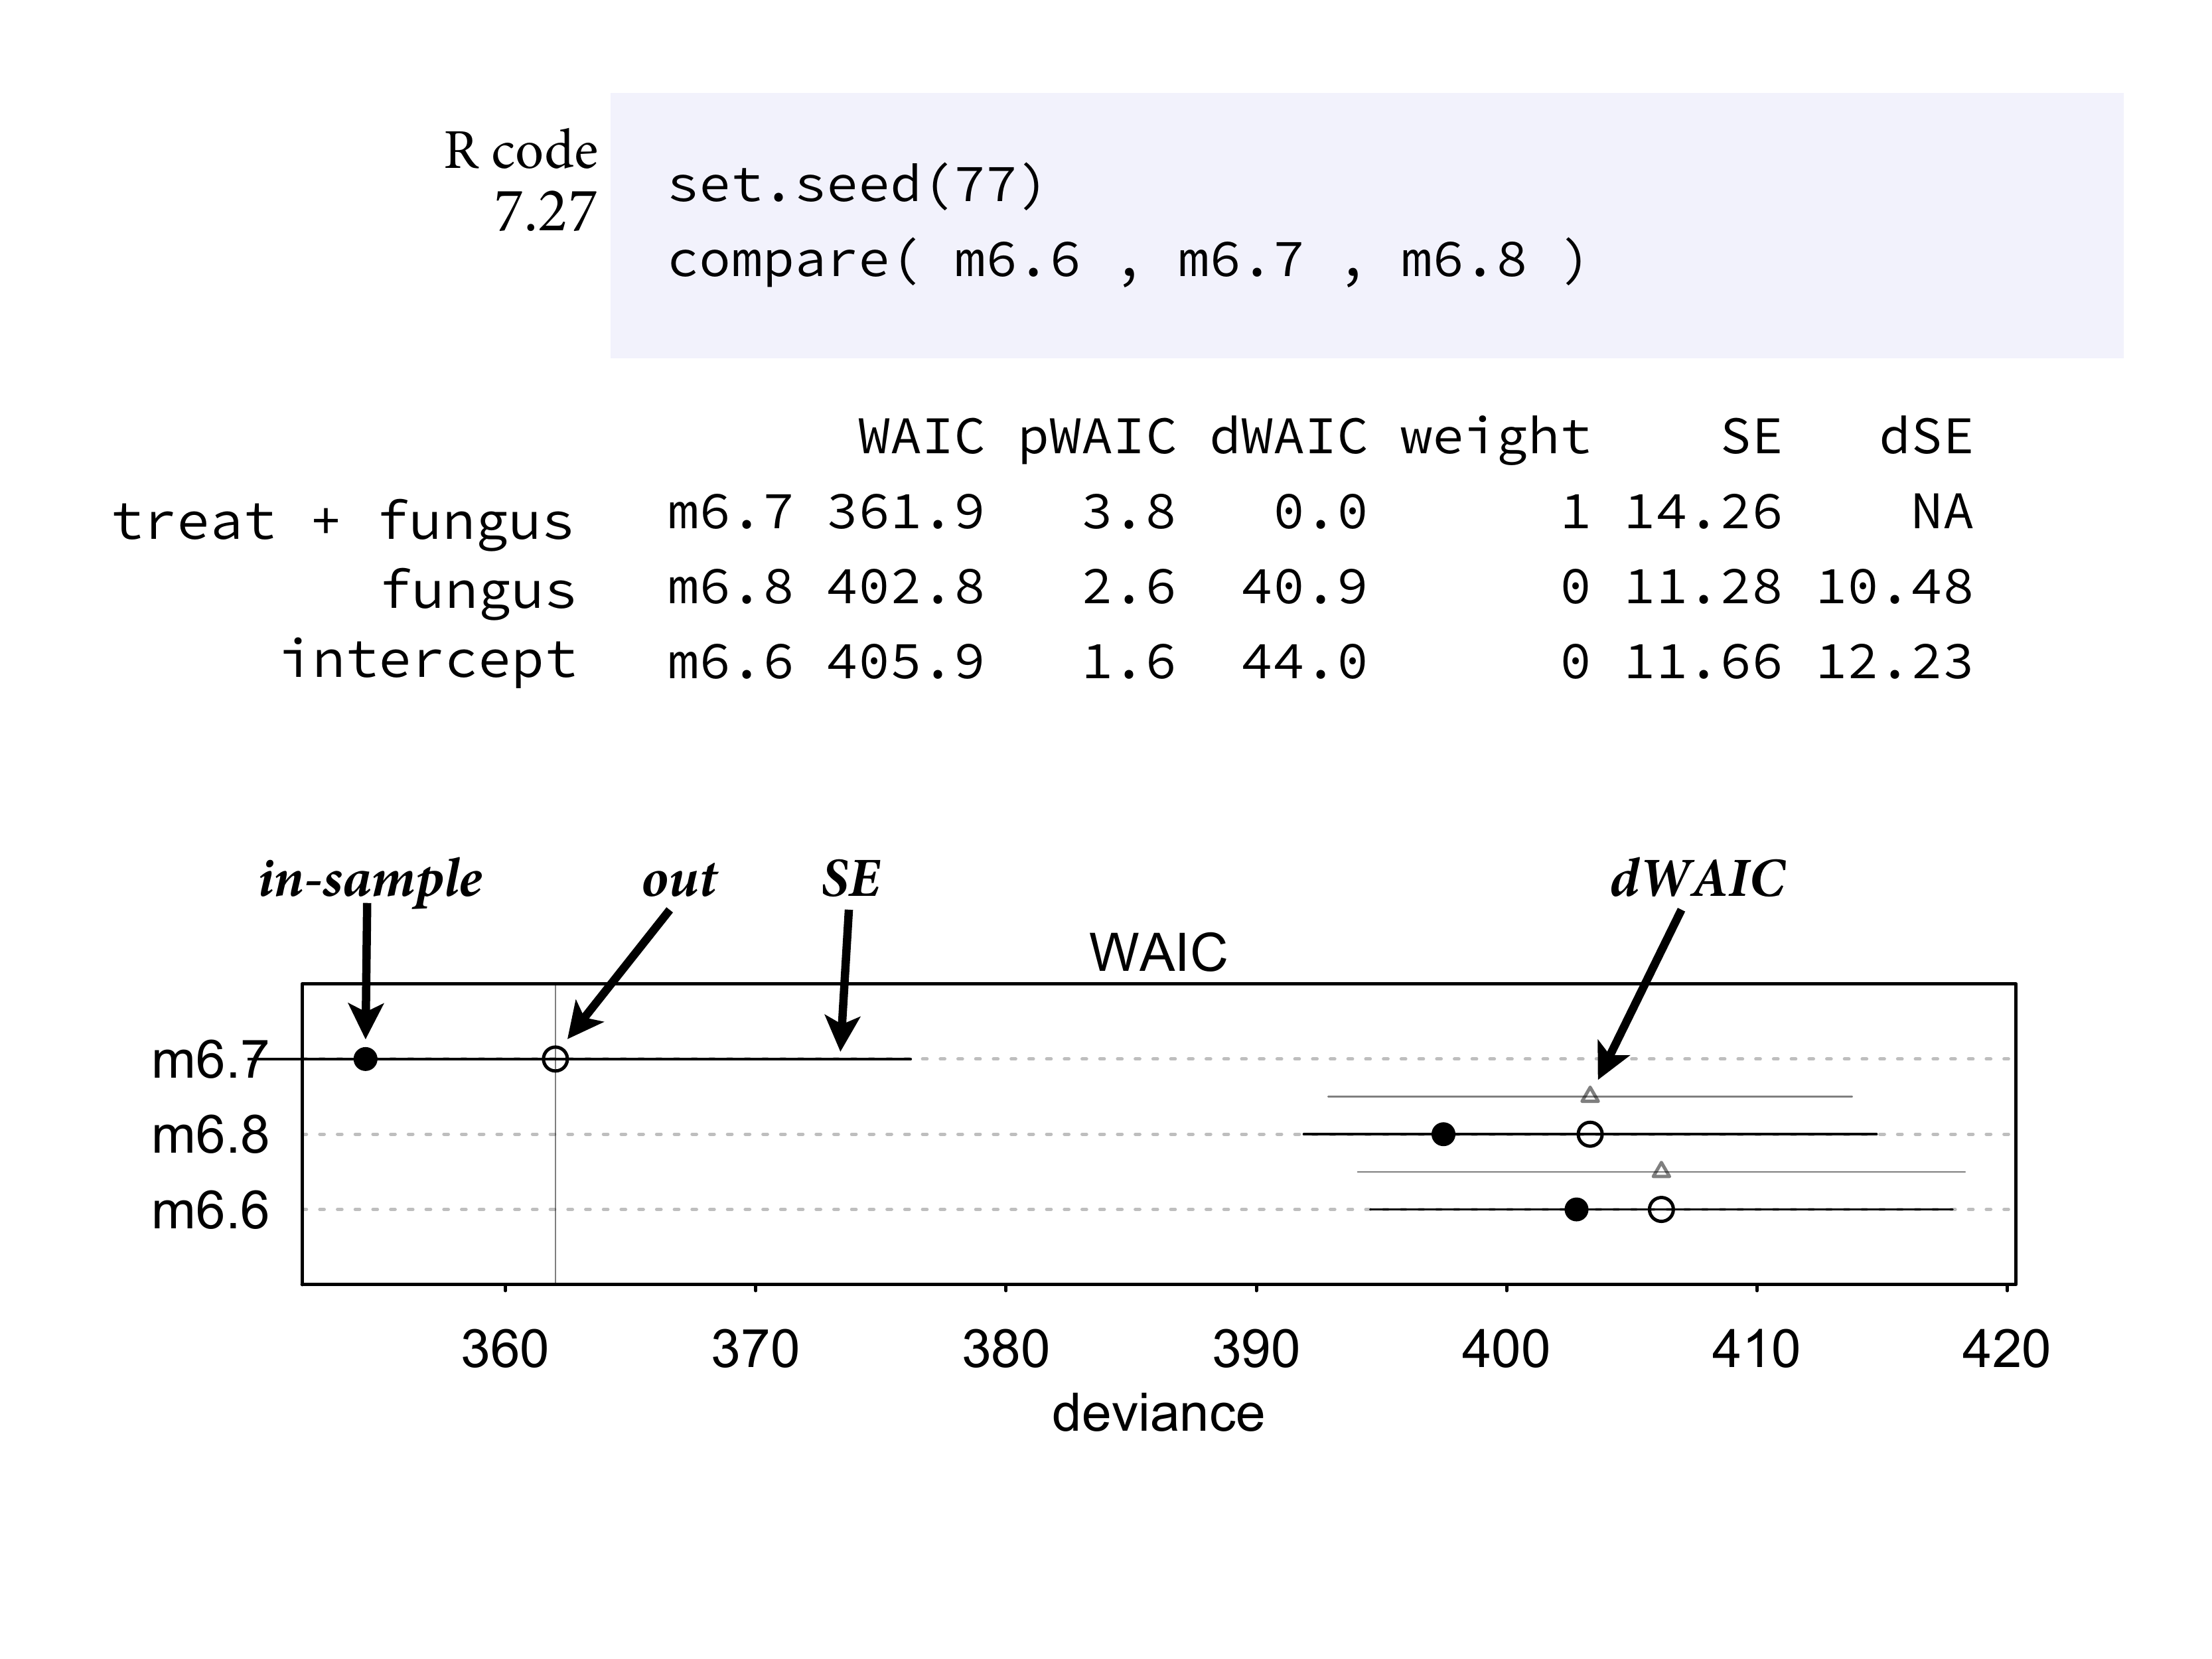 R code
7.27
set.seed(77)
compare( m6.6 , m6.7 , m6.8 )
WAIC pWAIC dWAIC weight SE dSE
treat + fungus m6.7 361.9 3.8 0.0 1 14.26 NA
fungus m6.8 402.8 2.6 40.9 0 11.28 10.48
intercept m6.6 405.9 1.6 44.0 0 11.66 12.23
in-sample out SE dWAIC
WAIC
m6.7
m6.8
m6.6
360 370 380 390 400 410 420
deviance